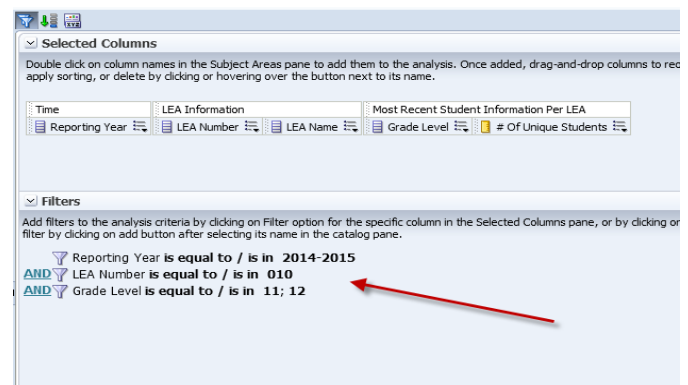 Selected Columns
Double click on column names in the Subject Areas pane to add them to the analysis. Once added, drag-and-drop columns to
apply sorting, or delete by clicking or hovering over the button next to its name.
Time LEA Information Most Recent Student Information Per LEA
Reporting Year LEA Number LEA Name Grade Level # Of Unique Students
Filters
Add filters to the analysis criteria by clicking on Filter option for the specific column in the Selected Columns pane, or by clicking on
filter by clicking on add button after selecting its name in the catalog pane.
Reporting Year is equal to / is in 2014-2015
AND LEA Number is equal to / is in 010
AND Grade Level is equal to / is in 11; 12